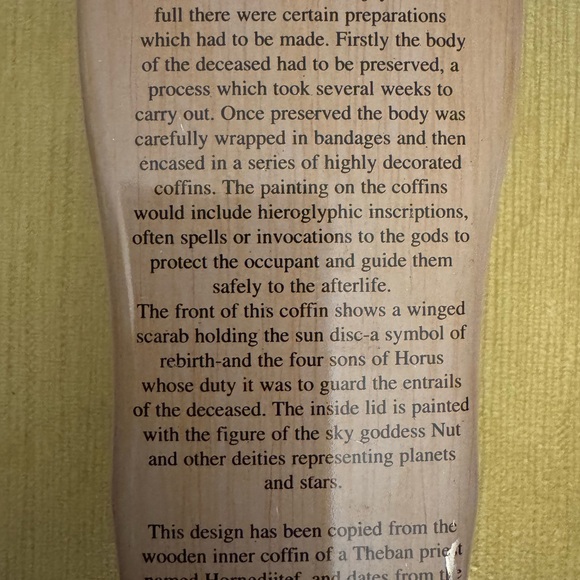 full there were certain preparations
which had to be made. Firstly the body
of the deceased had to be preserved, a
process which took several weeks to
carry out. Once preserved the body was
carefully wrapped in bandages and then
encased in a series of highly decorated
coffins. The painting on the coffins
would include hieroglyphic inscriptions,
often spells or invocations to the gods to
protect the occupant and guide them
safely to the afterlife.
The front of this coffin shows a winged
scarab holding the sun disc-a symbol of
rebirth-and the four sons of Horus
whose duty it was to guard the entrails
of the deceased. The inside lid is painted
with the figure of the sky goddess Nut
and other deities representing planets
and stars.
This design has been copied from the
wooden inner coffin of a Theban priest
named Hornedjitef, and dates from the